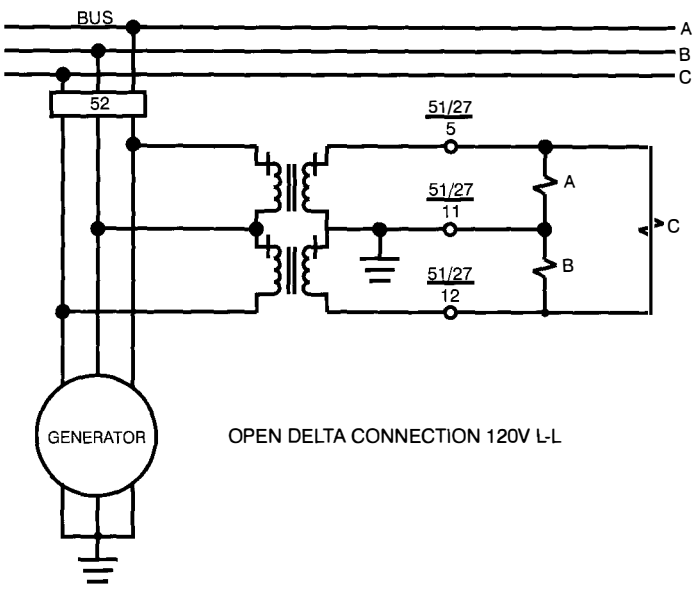 BUS
A
B
C
52
51/27
5
A
51/27
11
C
B
51/27
12
GENERATOR
OPEN DELTA CONNECTION 120V L-L